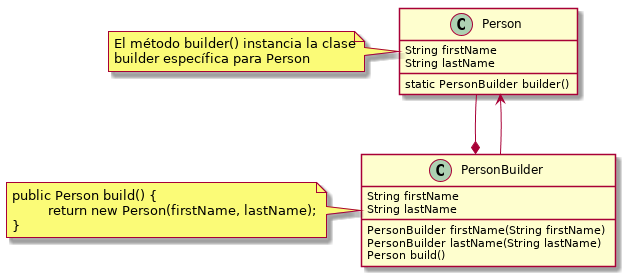 C Person
String firstName
String lastName
static PersonBuilder builder()
El método builder() instancia la clase
builder específica para Person
C PersonBuilder
String firstName
String lastName
PersonBuilder firstName(String firstName)
PersonBuilder lastName(String lastName)
Person build()
public Person build() {
return new Person(firstName, lastName);
}